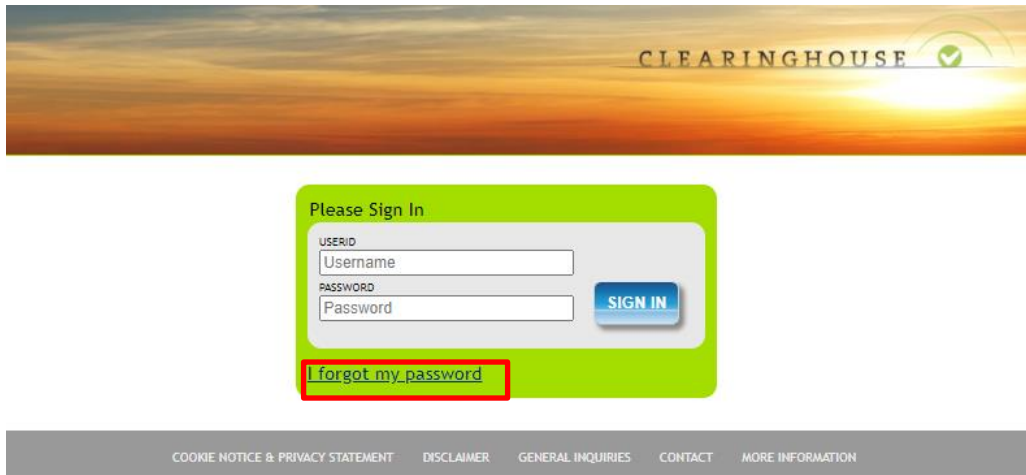 CLEARINGHOUSE
Please Sign In
USERID
Username
PASSWORD
Password
SIGN IN
I forgot my password
COOKIE NOTICE & PRIVACY STATEMENT DISCLAIMER GENERAL INQUIRIES CONTACT MORE INFORMATION